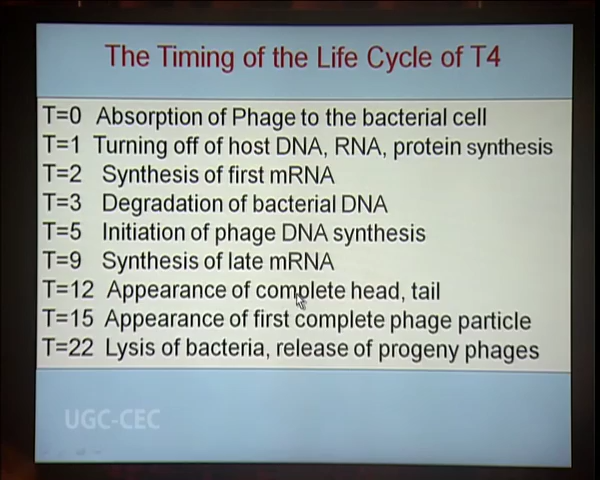 The Timing of the Life Cycle of T4
T=0 Absorption of Phage to the bacterial cell
T=1 Turning off of host DNA, RNA, protein synthesis
T=2 Synthesis of first mRNA
T=3 Degradation of bacterial DNA
T=5 Initiation of phage DNA synthesis
T=9 Synthesis of late mRNA
T=12 Appearance of complete head, tail
T=15 Appearance of first complete phage particle
T=22 Lysis of bacteria, release of progeny phages
UGC-CEC